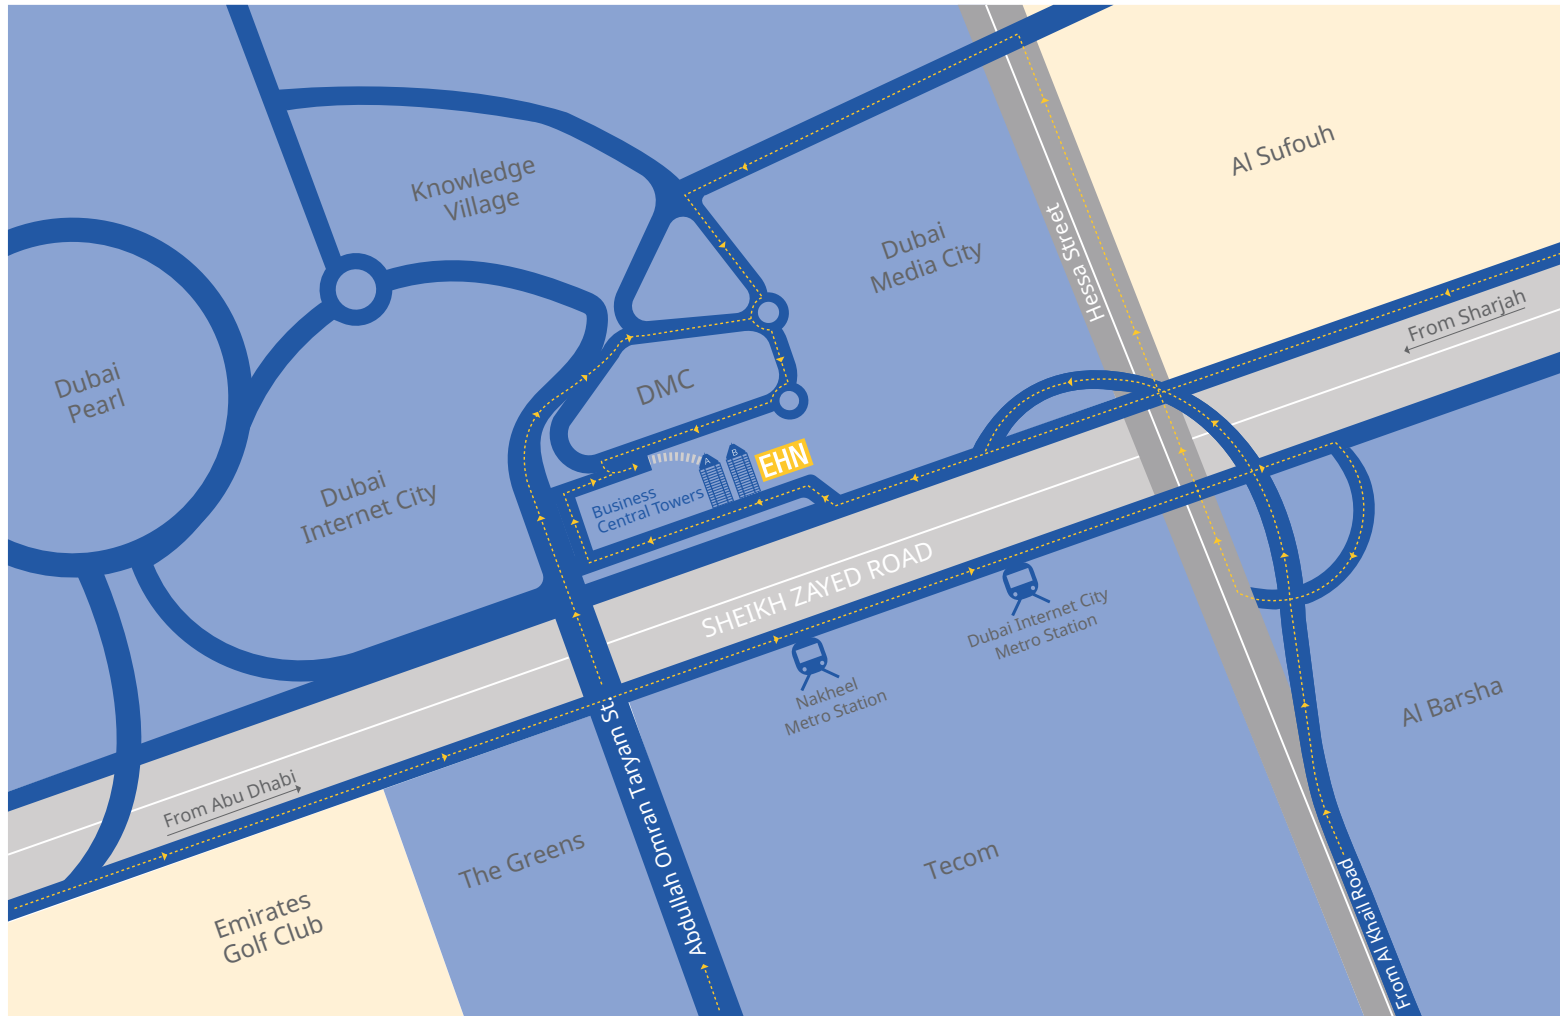 Al Sufouh
Knowledge
Village
Dubai
Media City
Hessa Street
From Sharjah
Dubai
Pearl
DMC
A
B
EHN
Dubai
Internet City
Business
Central Towers
SHEIKH ZAYED ROAD
Dubai Internet City
Metro Station
Nakheel
Metro Station
Al Barsha
From Abu Dhabi
Abdullah Omran Taryam St.
The Greens
Tecom
Emirates
Golf Club
From Al Khail Road